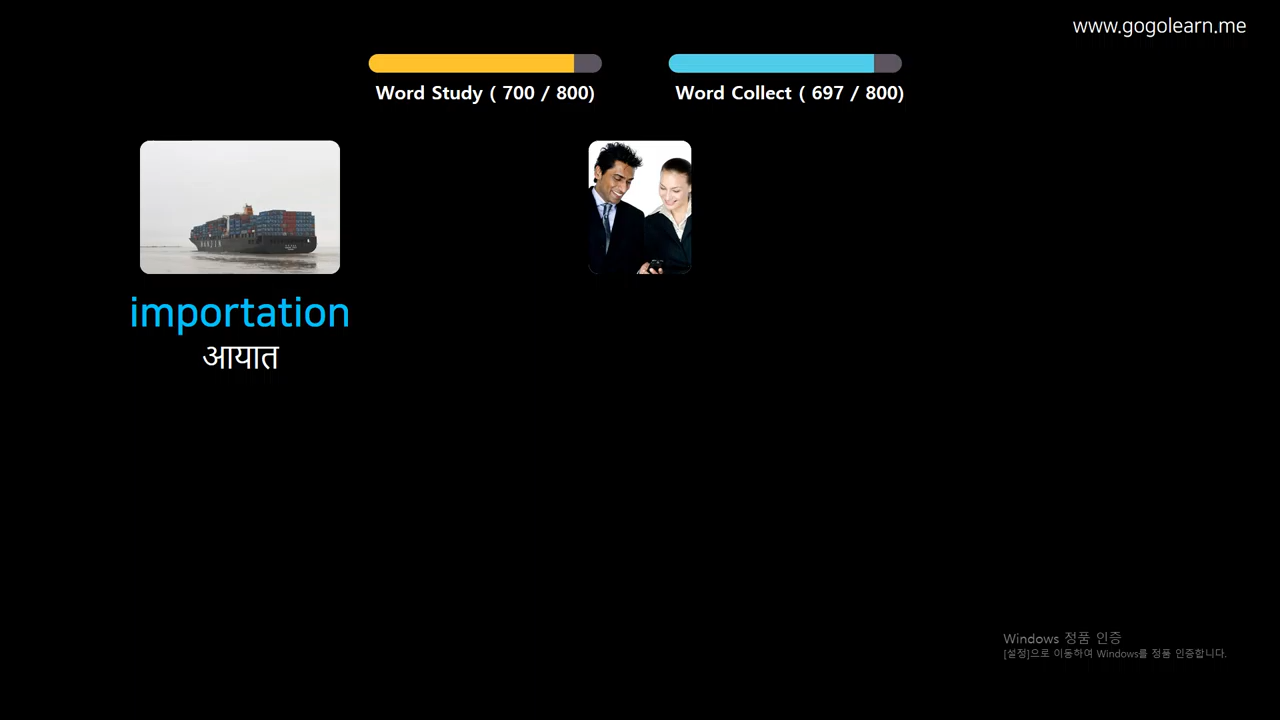 www.gogolearn.me
Word Study ( 700 / 800)
Word Collect ( 697 / 800)
importation
आयात
Windows 정품 인증
[설정]으로 이동하여 Windows를 정품 인증합니다.